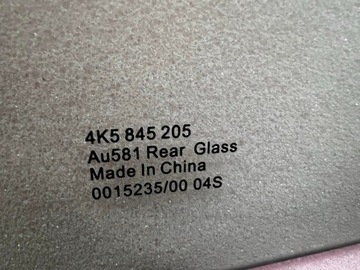 4K5 845 205
Au581 Rear Glass
Made In China
0015235/00 04S